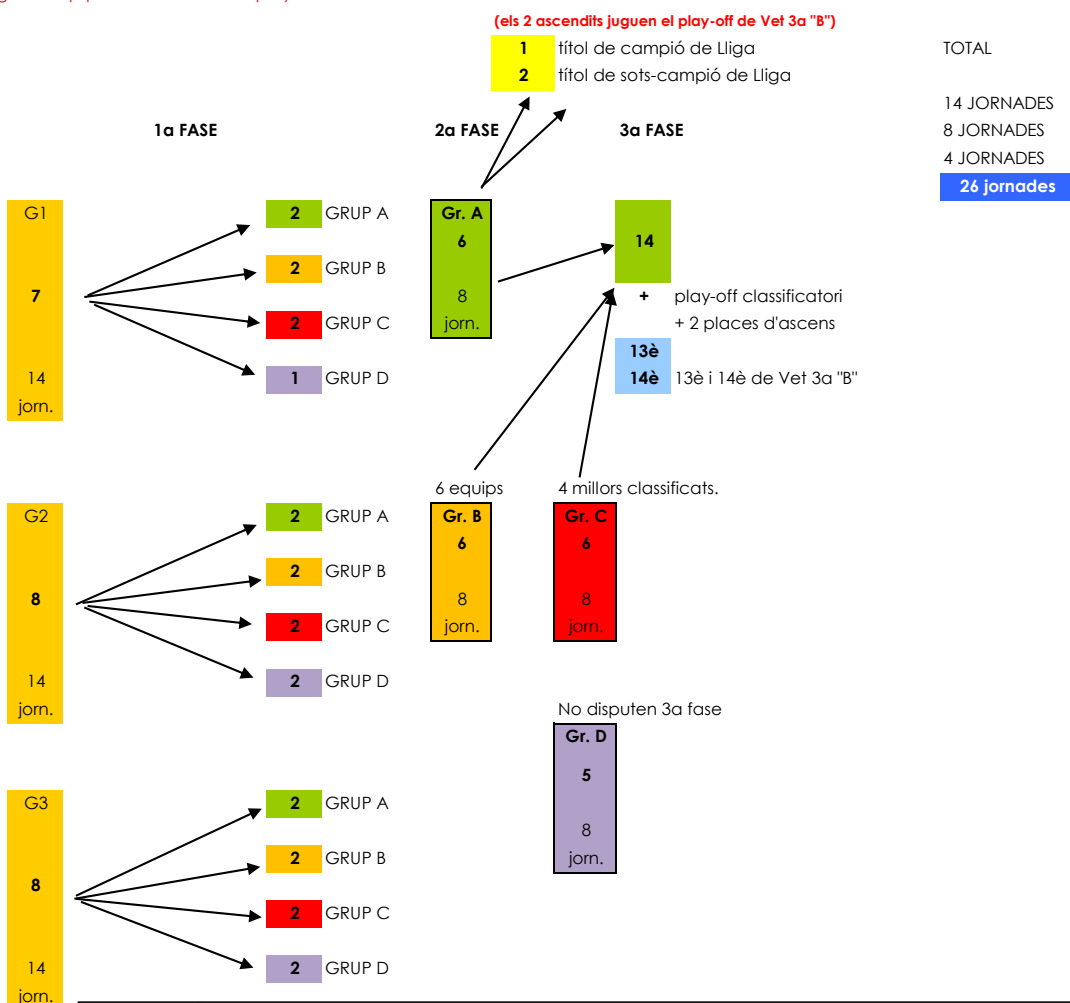 (els 2 ascendits juguen el play-off de Vet 3a "B")
1 títol de campió de Lliga TOTAL
2 títol de sots-campió de Lliga
14 JORNADES
1a FASE 2a FASE 3a FASE 8 JORNADES
4 JORNADES
26 jornades
G1 2 GRUP A Gr. A
6 14
2 GRUP B
7 8 + play-off classificatori
2 GRUP C jorn. + 2 places d'ascens
13è
14 1 GRUP D 14è 13è i 14è de Vet 3a "B"
jorn.
6 equips 4 millors classificats.
G2 2 GRUP A Gr. B Gr. C
6 6
2 GRUP B
8 8 8
2 GRUP C jorn. jorn.
14 2 GRUP D
jorn. No disputen 3a fase
Gr. D
5
G3 2 GRUP A
8
2 GRUP B jorn.
8
2 GRUP C
14 2 GRUP D
jorn.